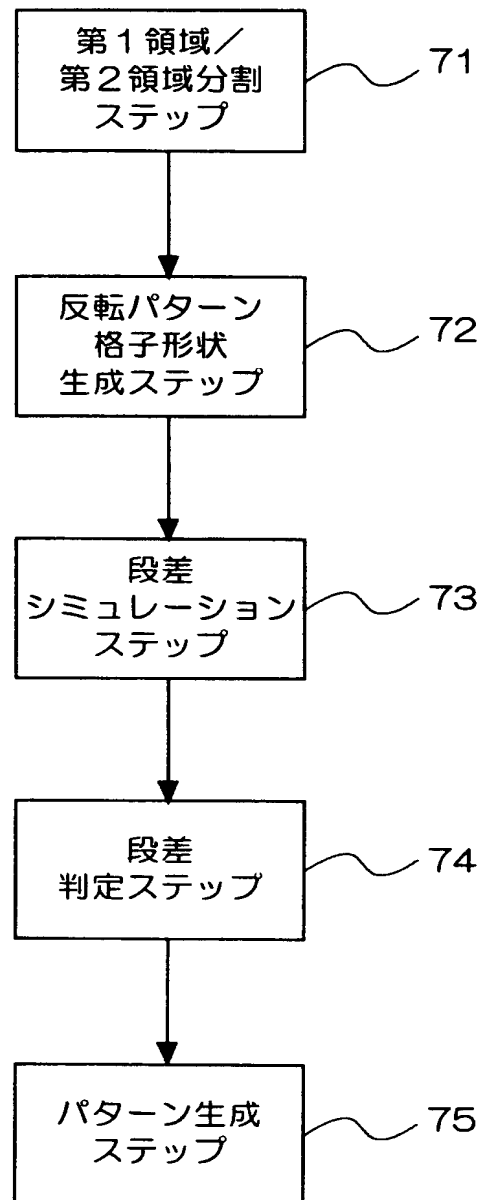 第１領域／
第２領域分割
ステップ
71
反転パターン
格子形状
生成ステップ
72
段差
シミュレーション
ステップ
73
段差
判定ステップ
74
パターン生成
ステップ
75